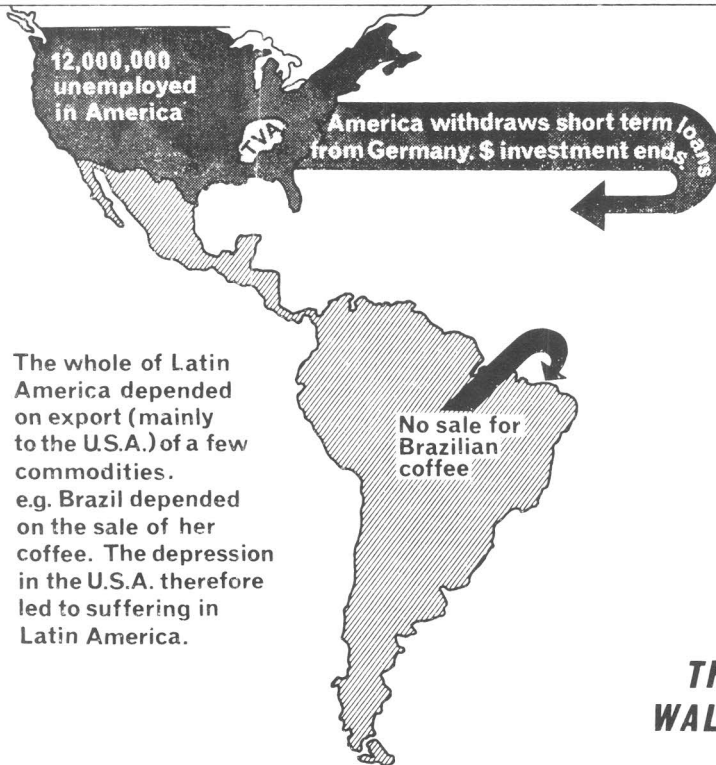 12,000,000
unemployed
in America
TVA
America withdraws short term loans
from Germany. $ investment ends.
The whole of Latin
America depended
on export (mainly
to the U.S.A.) of a few
commodities.
e.g. Brazil depended
on the sale of her
coffee. The depression
in the U.S.A. therefore
led to suffering in
Latin America.
No sale for
Brazilian
coffee